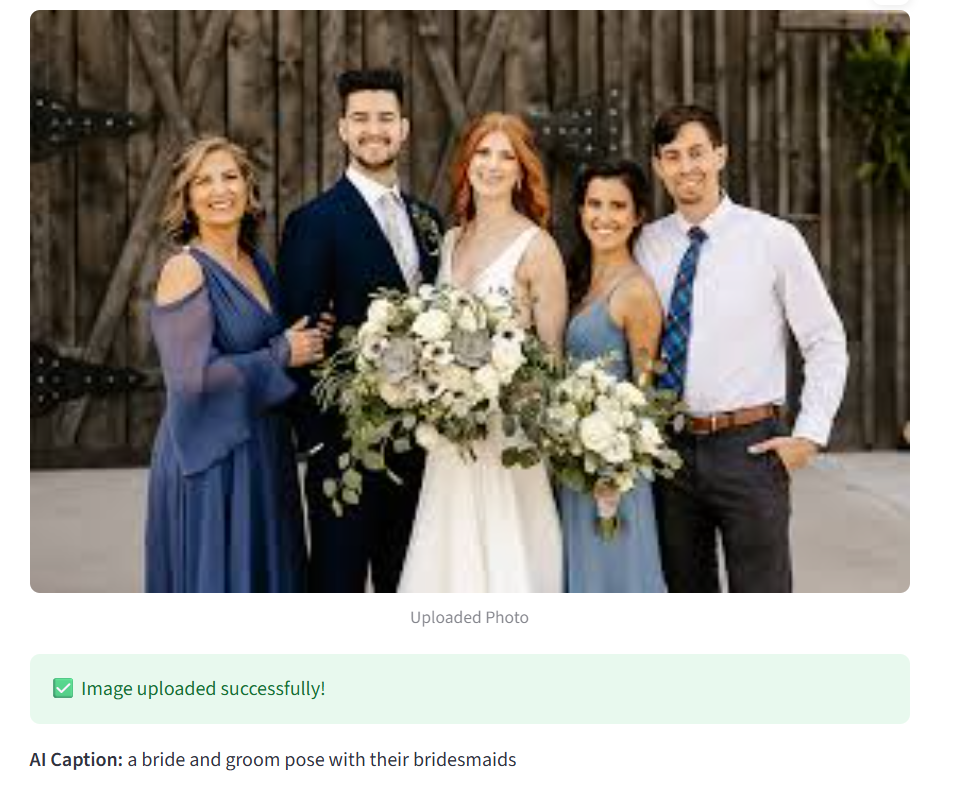 Uploaded Photo
✅ Image uploaded successfully!
AI Caption: a bride and groom pose with their bridesmaids